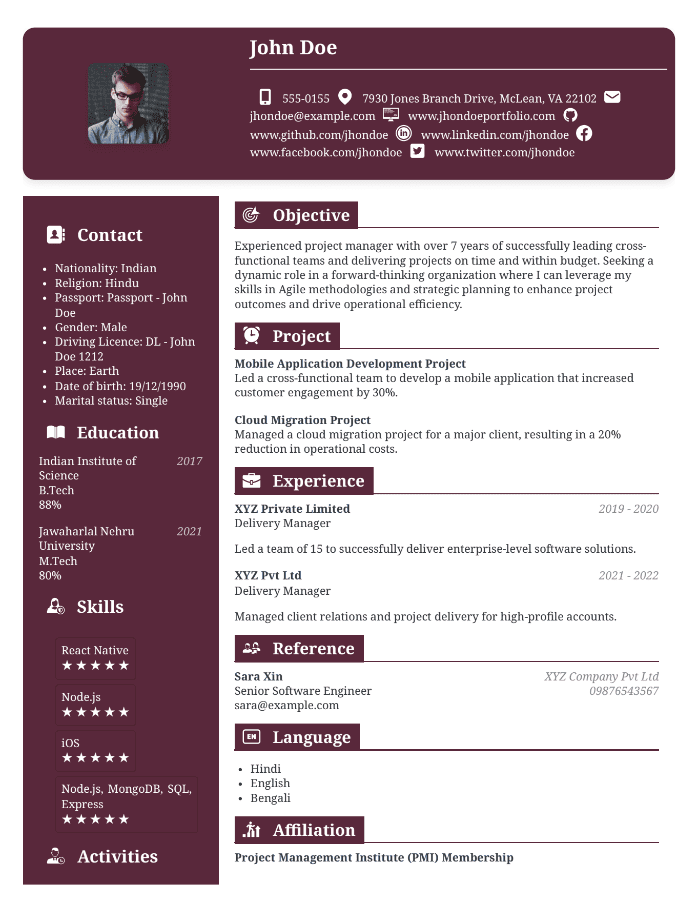 John Doe
555-0155 7930 Jones Branch Drive, McLean, VA 22102
jhondoe@example.com www.jhondoeportfolio.com
www.github.com/jhondoe www.linkedin.com/jhondoe
www.facebook.com/jhondoe www.twitter.com/jhondoe
Contact
• Nationality: Indian
• Religion: Hindu
• Passport: Passport - John
Doe
• Gender: Male
• Driving Licence: DL - John
Doe 1212
• Place: Earth
• Date of birth: 19/12/1990
• Marital status: Single
Education
Indian Institute of 2017
Science
B.Tech
88%
Jawaharlal Nehru 2021
University
M.Tech
80%
Skills
React Native
★★★★★
Node.js
★★★★★
iOS
★★★★★
Node.js, MongoDB, SQL,
Express
★★★★★
Activities
Objective
Experienced project manager with over 7 years of successfully leading cross-
functional teams and delivering projects on time and within budget. Seeking a
dynamic role in a forward-thinking organization where I can leverage my
skills in Agile methodologies and strategic planning to enhance project
outcomes and drive operational efficiency.
Project
Mobile Application Development Project
Led a cross-functional team to develop a mobile application that increased
customer engagement by 30%.
Cloud Migration Project
Managed a cloud migration project for a major client, resulting in a 20%
reduction in operational costs.
Experience
XYZ Private Limited 2019 - 2020
Delivery Manager
Led a team of 15 to successfully deliver enterprise-level software solutions.
XYZ Pvt Ltd 2021 - 2022
Delivery Manager
Managed client relations and project delivery for high-profile accounts.
Reference
Sara Xin XYZ Company Pvt Ltd
Senior Software Engineer 09876543567
sara@example.com
EN Language
• Hindi
• English
• Bengali
Affiliation
Project Management Institute (PMI) Membership